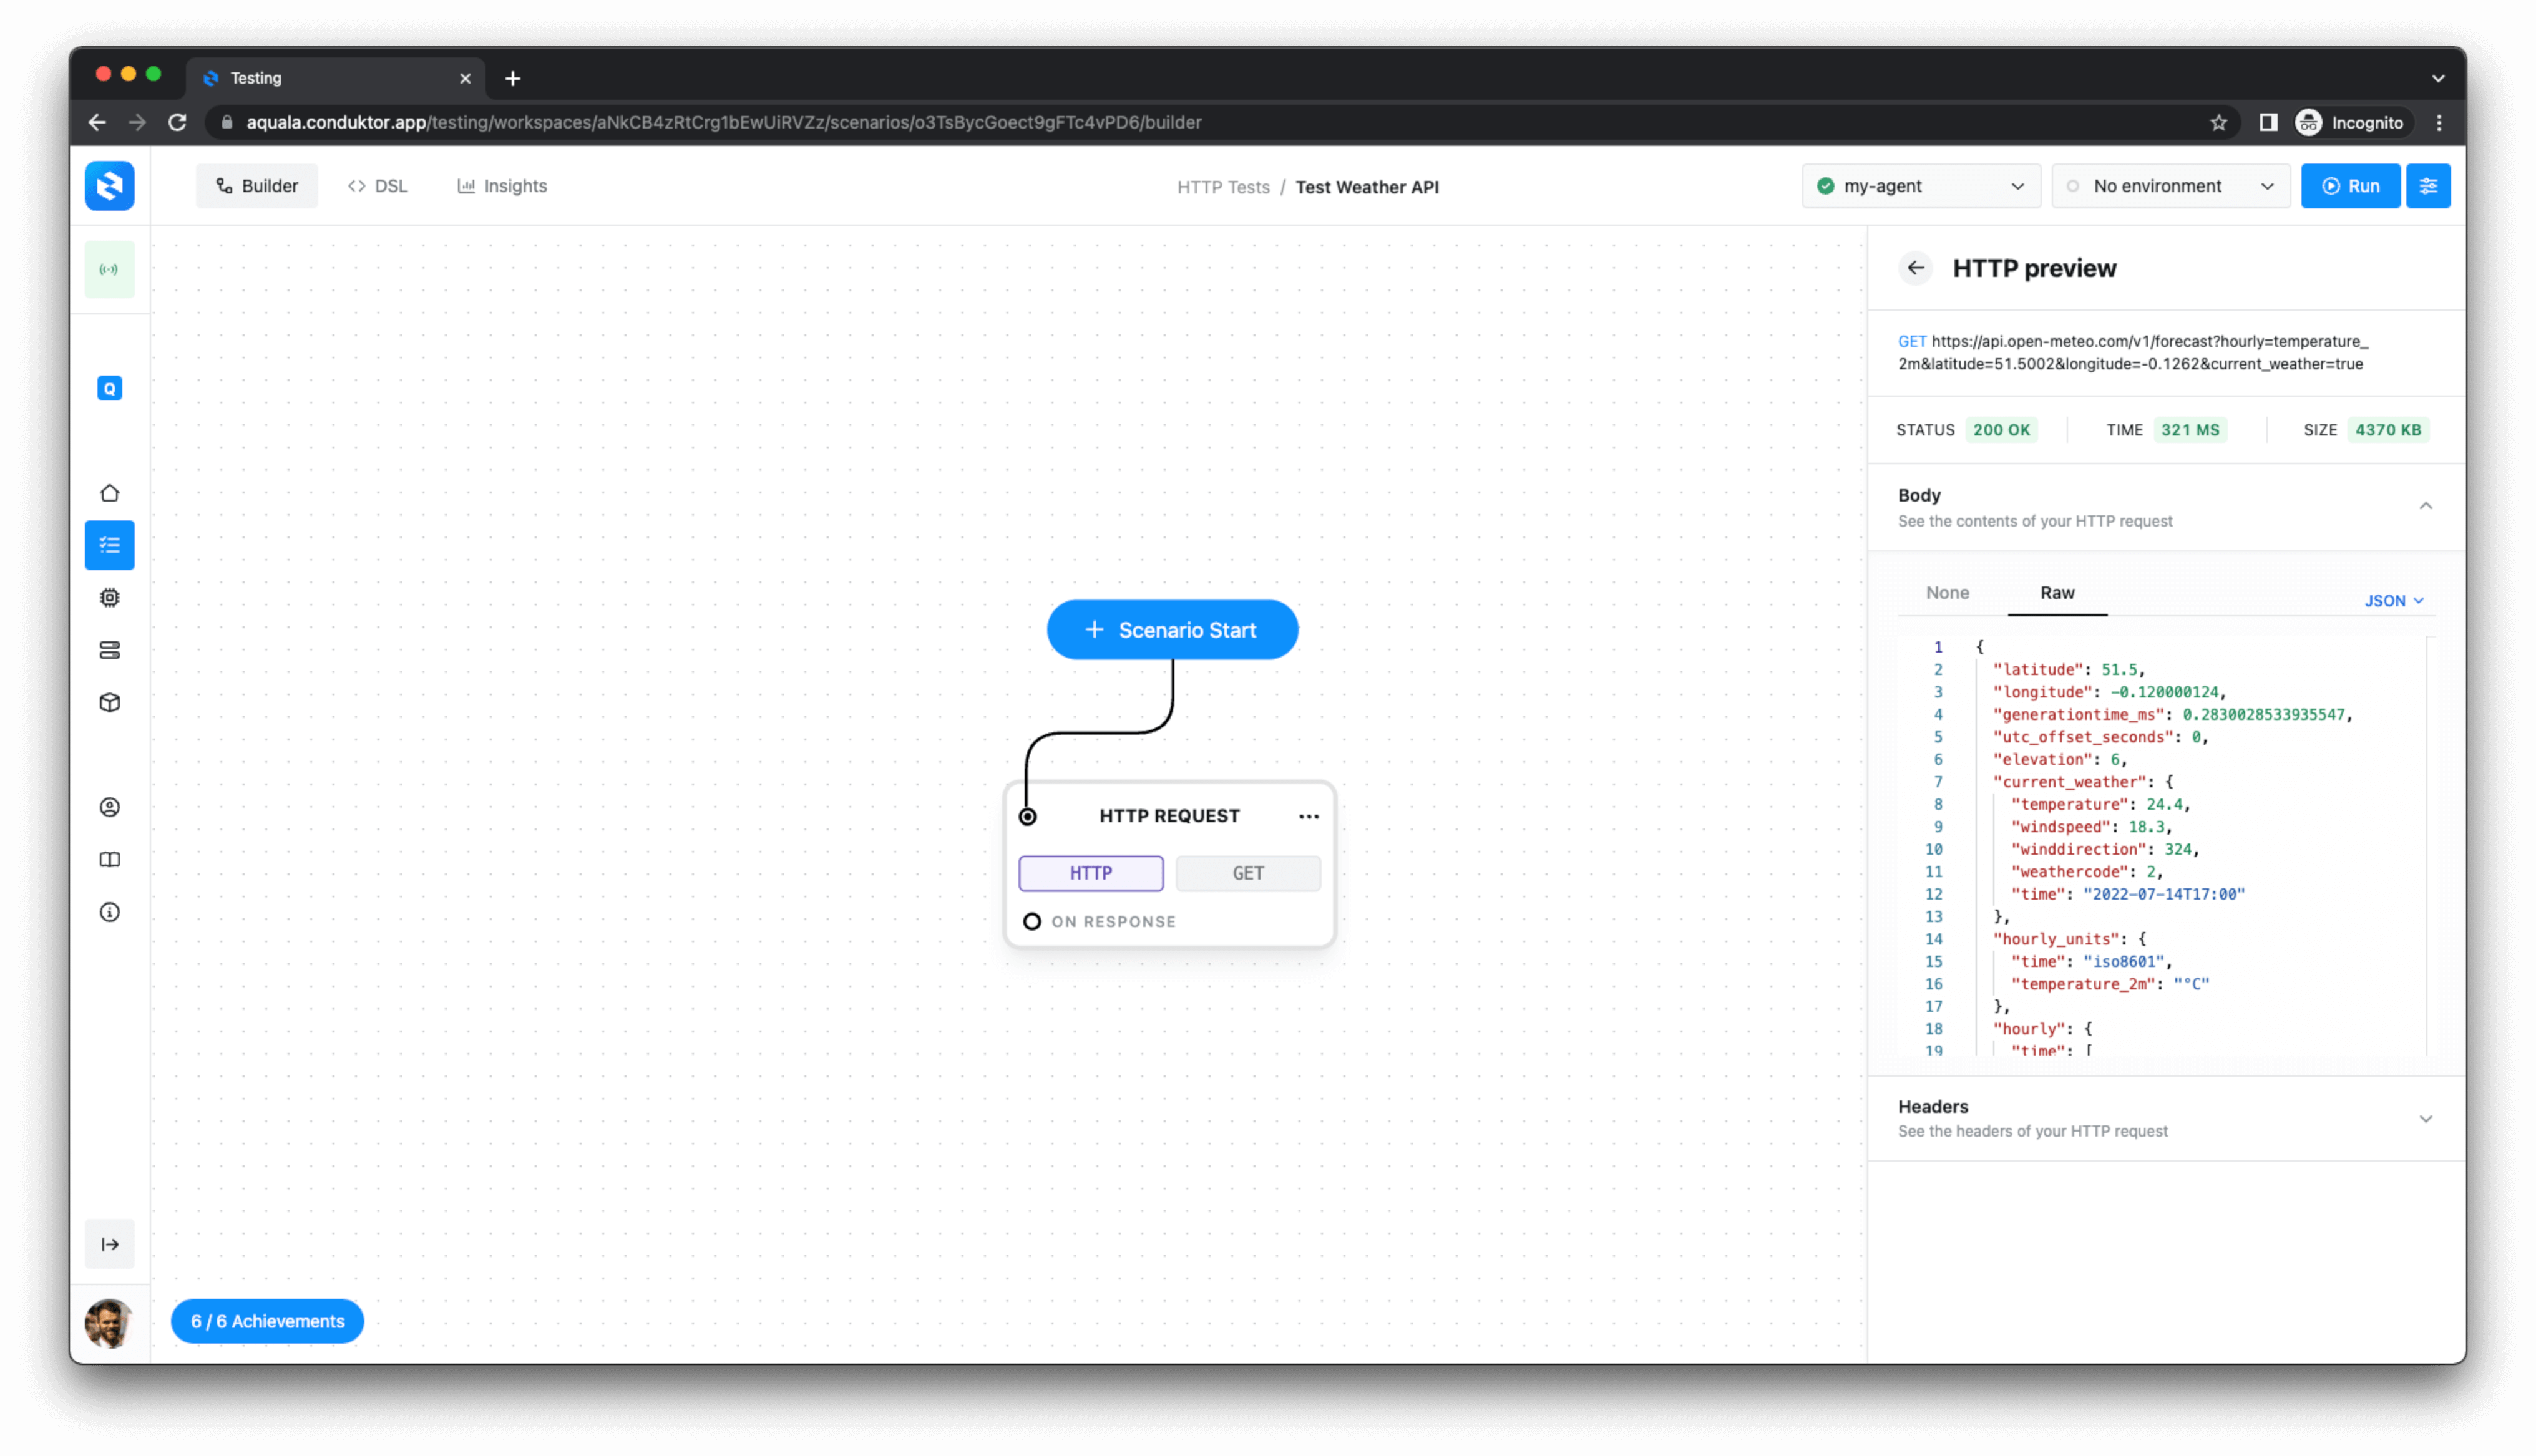 Testing
aquala.conduktor.app/testing/workspaces/aNkCB4zRtCrg1bEwUiRVZz/scenarios/o3TsBycGoect9gFTc4vPD6/builder
Incognito
Builder
DSL
Insights
HTTP Tests / Test Weather API
my-agent
No environment
Run
Q
Scenario Start
HTTP REQUEST
HTTP
GET
ON RESPONSE
6 / 6 Achievements
HTTP preview
GET https://api.open-meteo.com/v1/forecast?hourly=temperature_
2m&latitude=51.5002&longitude=-0.1262&current_weather=true
STATUS 200 OK
TIME 321 MS
SIZE 4370 KB
Body
See the contents of your HTTP request
None
Raw
JSON
1 {
2 "latitude": 51.5,
3 "longitude": -0.120000124,
4 "generationtime_ms": 0.2830028533935547,
5 "utc_offset_seconds": 0,
6 "elevation": 6,
7 "current_weather": {
8 "temperature": 24.4,
9 "windspeed": 18.3,
10 "winddirection": 324,
11 "weathercode": 2,
12 "time": "2022-07-14T17:00"
13 },
14 "hourly_units": {
15 "time": "iso8601",
16 "temperature_2m": "°C"
17 },
18 "hourly": {
19 "time": [
Headers
See the headers of your HTTP request